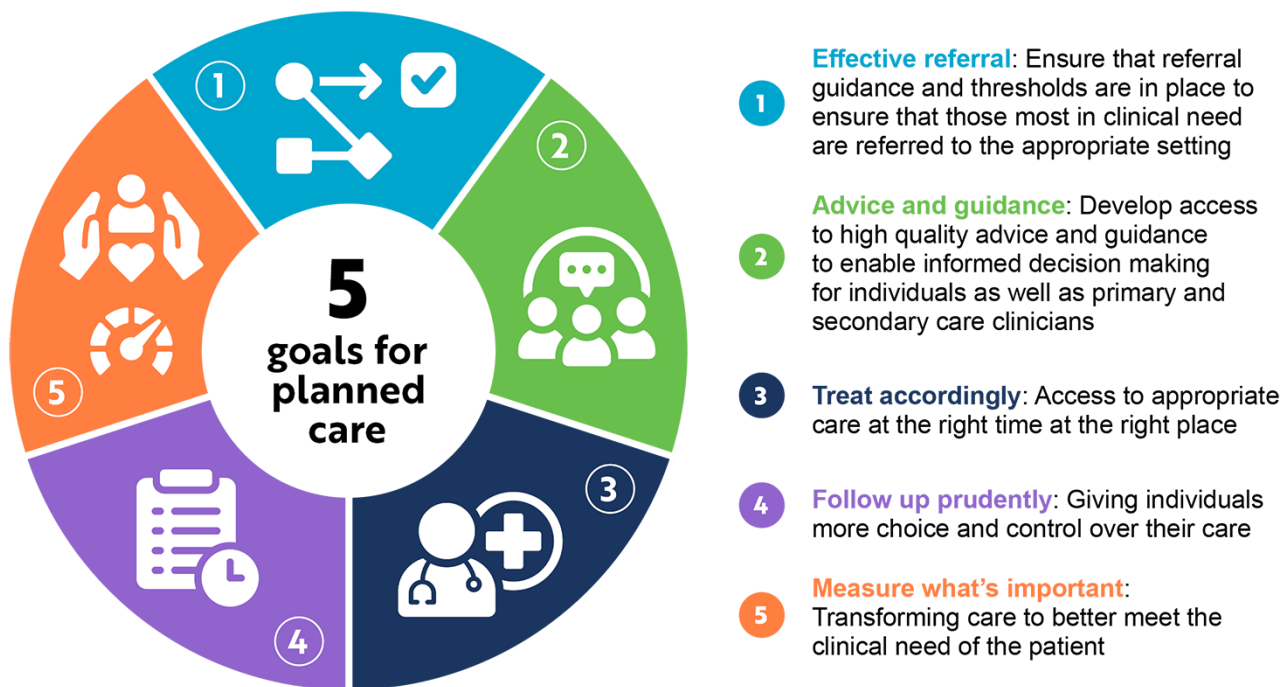 1
2
3
4
5
5
goals for
planned
care
1
Effective referral: Ensure that referral
guidance and thresholds are in place to
ensure that those most in clinical need
are referred to the appropriate setting
2
Advice and guidance: Develop access
to high quality advice and guidance
to enable informed decision making
for individuals as well as primary and
secondary care clinicians
3
Treat accordingly: Access to appropriate
care at the right time at the right place
4
Follow up prudently: Giving individuals
more choice and control over their care
5
Measure what’s important:
Transforming care to better meet the
clinical need of the patient